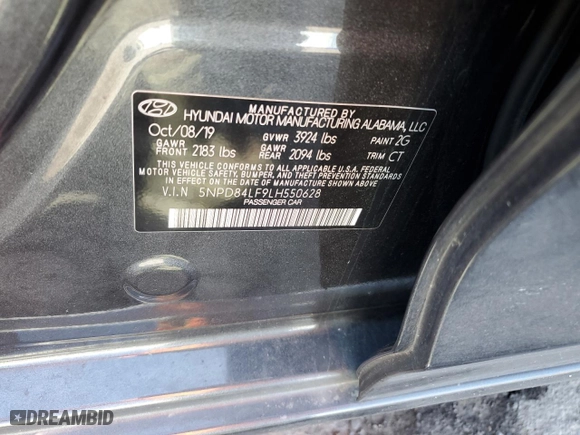 MANUFACTURED BY
HYUNDAI MOTOR MANUFACTURING ALABAMA, LLC
Oct/08/19 GVWR 3924 lbs PAINT 2G
GAWR FRONT 2183 lbs GAWR REAR 2094 lbs TRIM CT
THIS VEHICLE CONFORMS TO ALL APPLICABLE U.S.A. FEDERAL
MOTOR VEHICLE SAFETY, BUMPER, AND THEFT PREVENTION
STANDARDS IN EFFECT ON THE DATE OF MANUFACTURE SHOWN ABOVE.
V.I.N 5NPD84LF9LH550628
PASSENGER CAR
DREAMBID